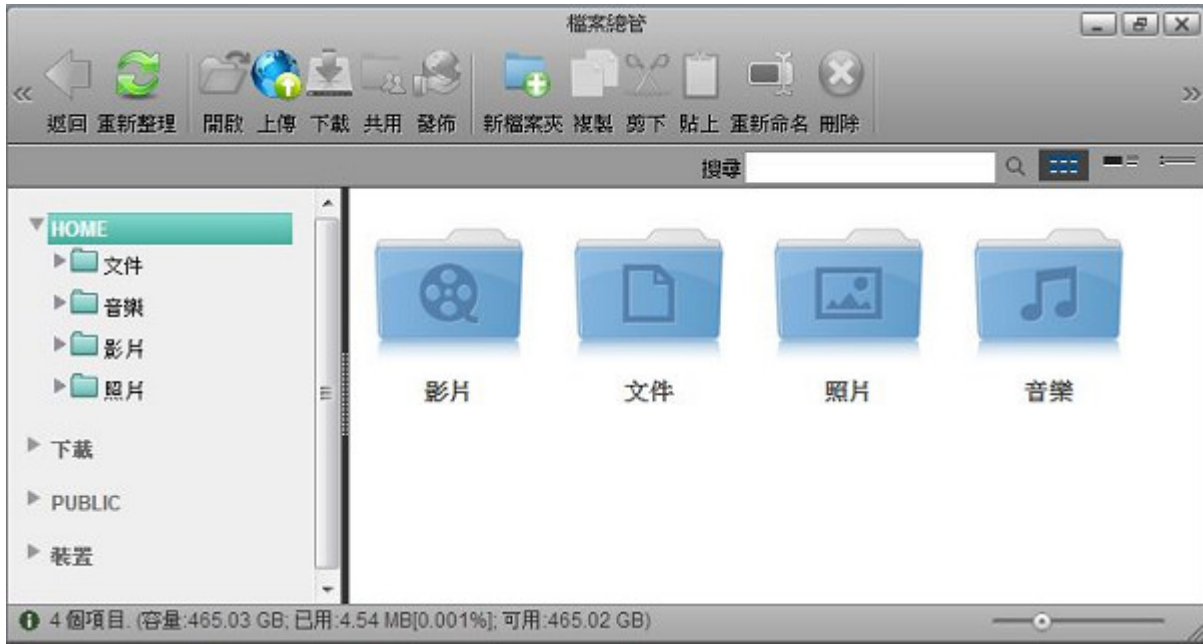 檔案總管
返回 重新整理 開啟 上傳 下載 共用 發佈 新檔案夾 複製 剪下 貼上 重新命名 刪除
搜尋
HOME
文件
音樂
影片
照片
下載
PUBLIC
裝置
影片 文件 照片 音樂
4 個項目. (容量:465.03 GB; 已用:4.54 MB[0.001%]; 可用:465.02 GB)